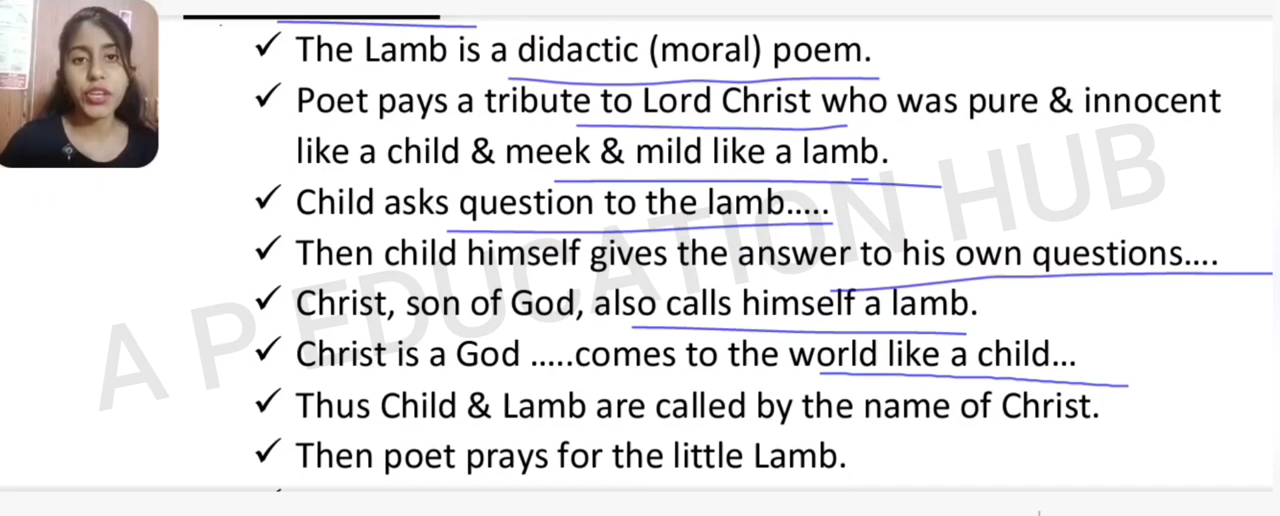 ✓ The Lamb is a didactic (moral) poem.
✓ Poet pays a tribute to Lord Christ who was pure & innocent
like a child & meek & mild like a lamb.
✓ Child asks question to the lamb.....
✓ Then child himself gives the answer to his own questions....
✓ Christ, son of God, also calls himself a lamb.
✓ Christ is a God .....comes to the world like a child...
✓ Thus Child & Lamb are called by the name of Christ.
✓ Then poet prays for the little Lamb.
A P EDUCATION HUB